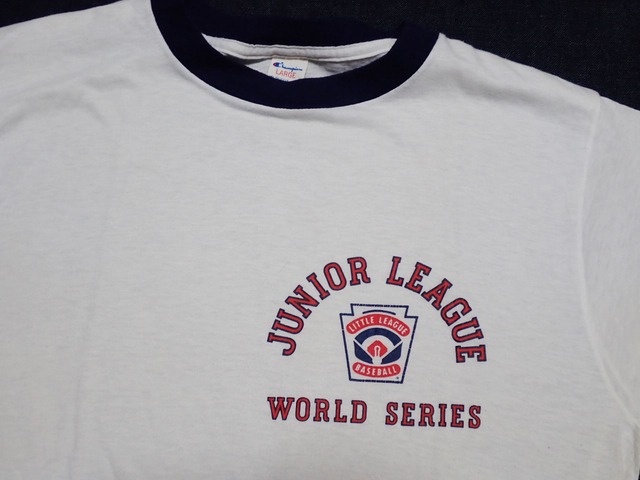 Champion
LARGE
JUNIOR LEAGUE
LITTLE LEAGUE
BASEBALL
WORLD SERIES